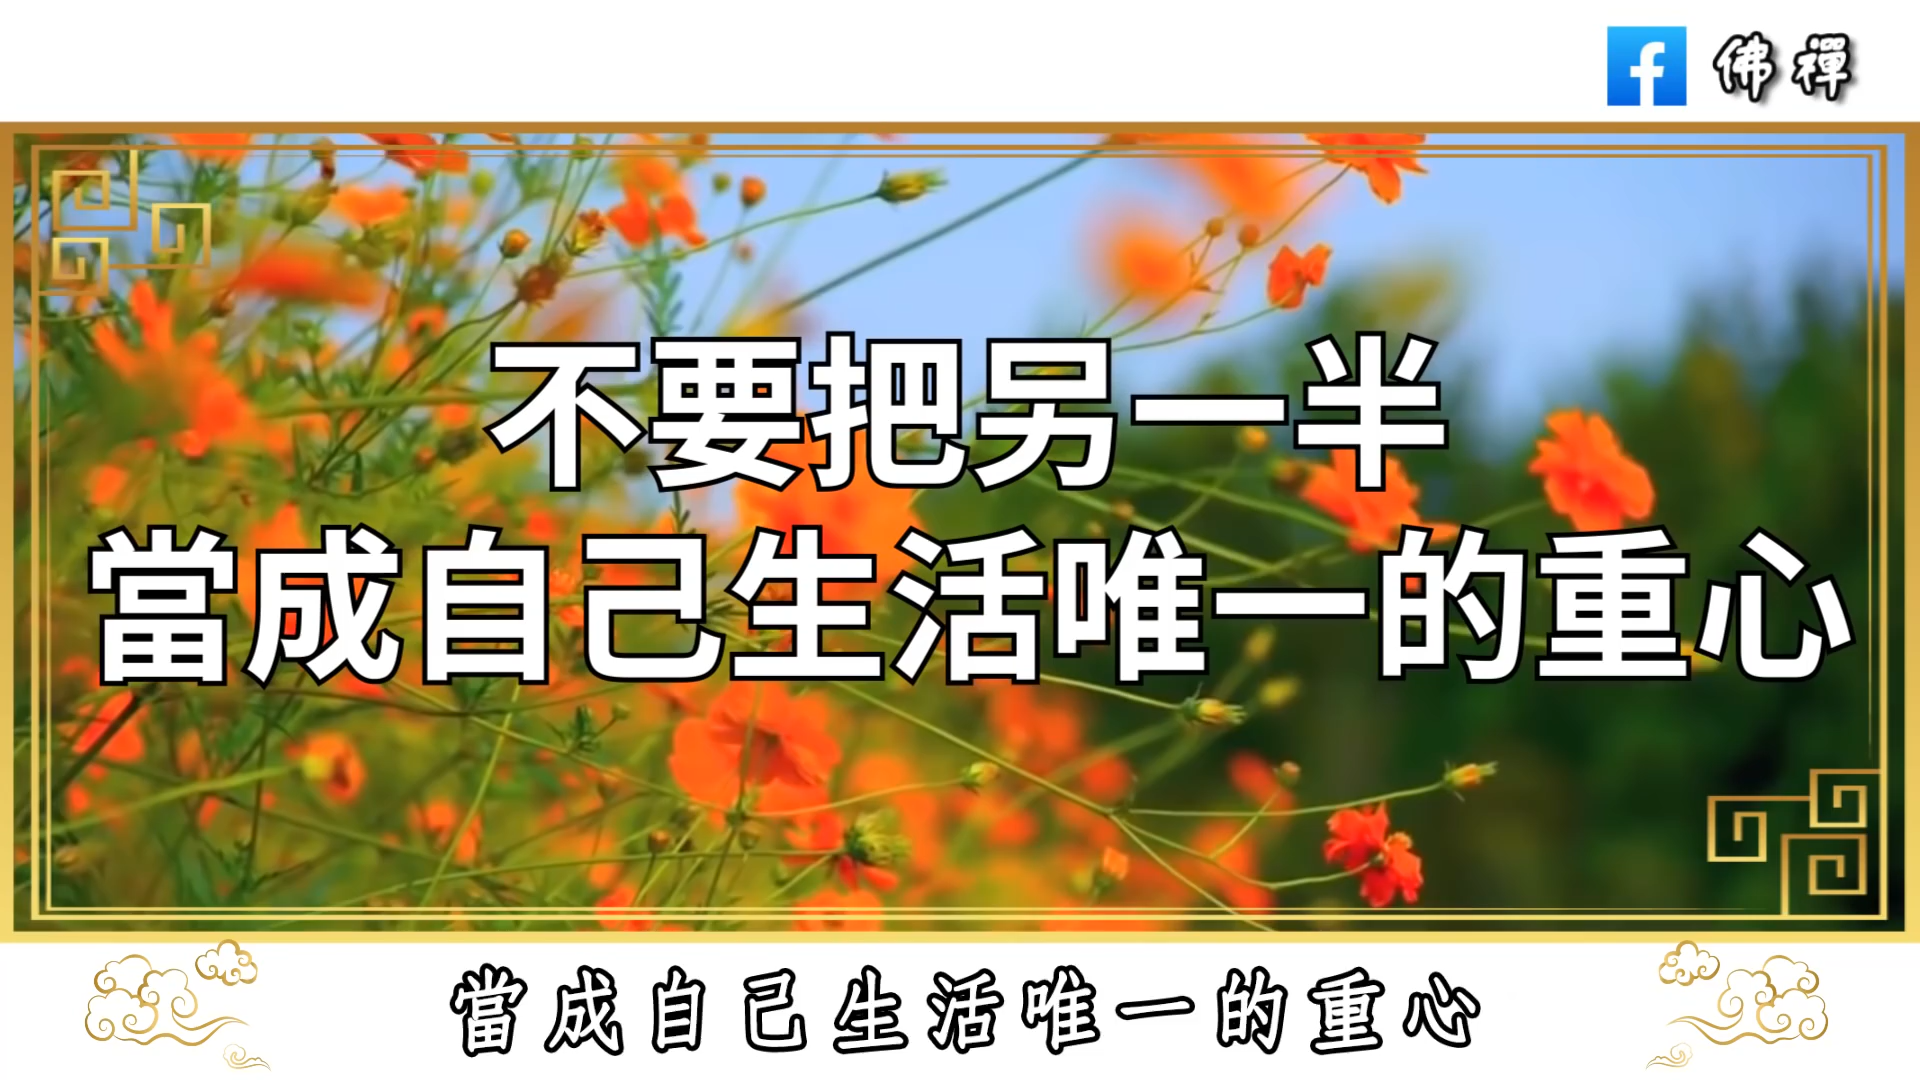 佛禪
不要把另一半
當成自己生活唯一的重心
當成自己生活唯一的重心